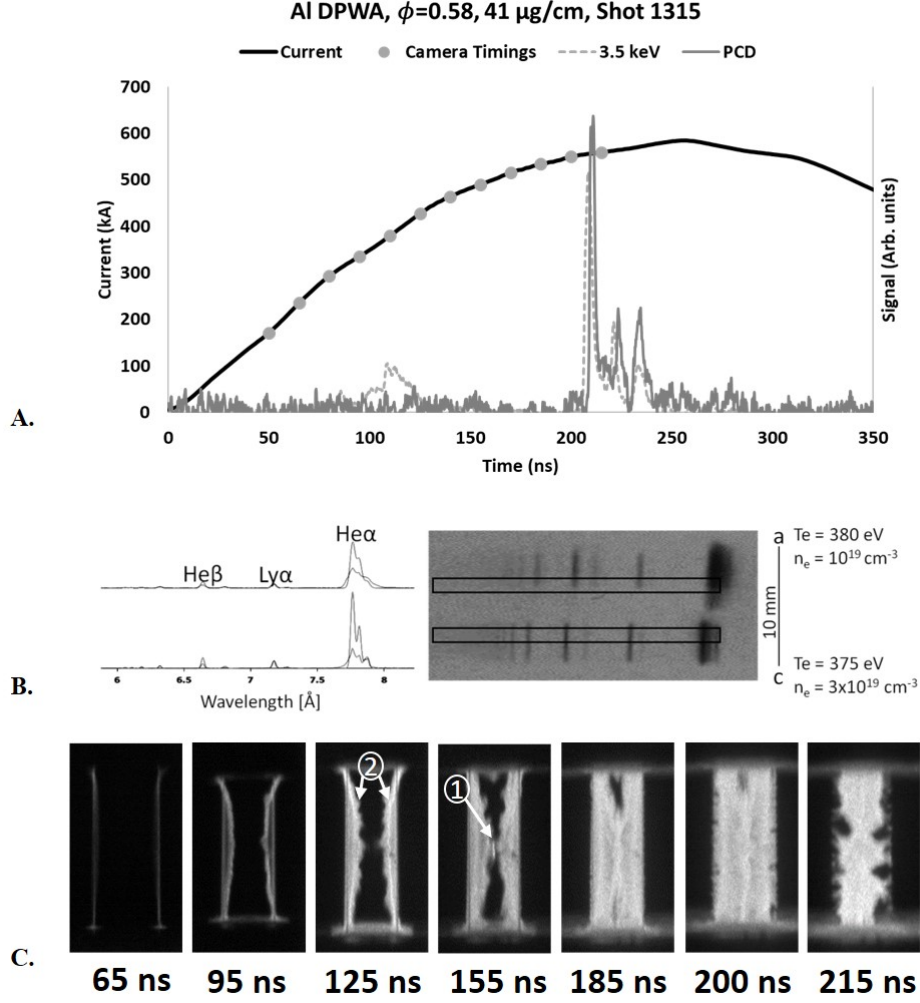 Al DPWA, ϕ=0.58, 41 µg/cm, Shot 1315
Current Camera Timings 3.5 keV PCD
700
600
500
400
300
200
100
0
Current (kA)
Signal (Arb. units)
0 50 100 150 200 250 300 350
Time (ns)
A.
Heβ Lyα Heα
6 6.5 7 7.5 8
Wavelength [Å]
a
Te = 380 eV
nₑ = 10¹⁹ cm⁻³
10 mm
c
Te = 375 eV
nₑ = 3x10¹⁹ cm⁻³
B.
② ①
C.
65 ns 95 ns 125 ns 155 ns 185 ns 200 ns 215 ns